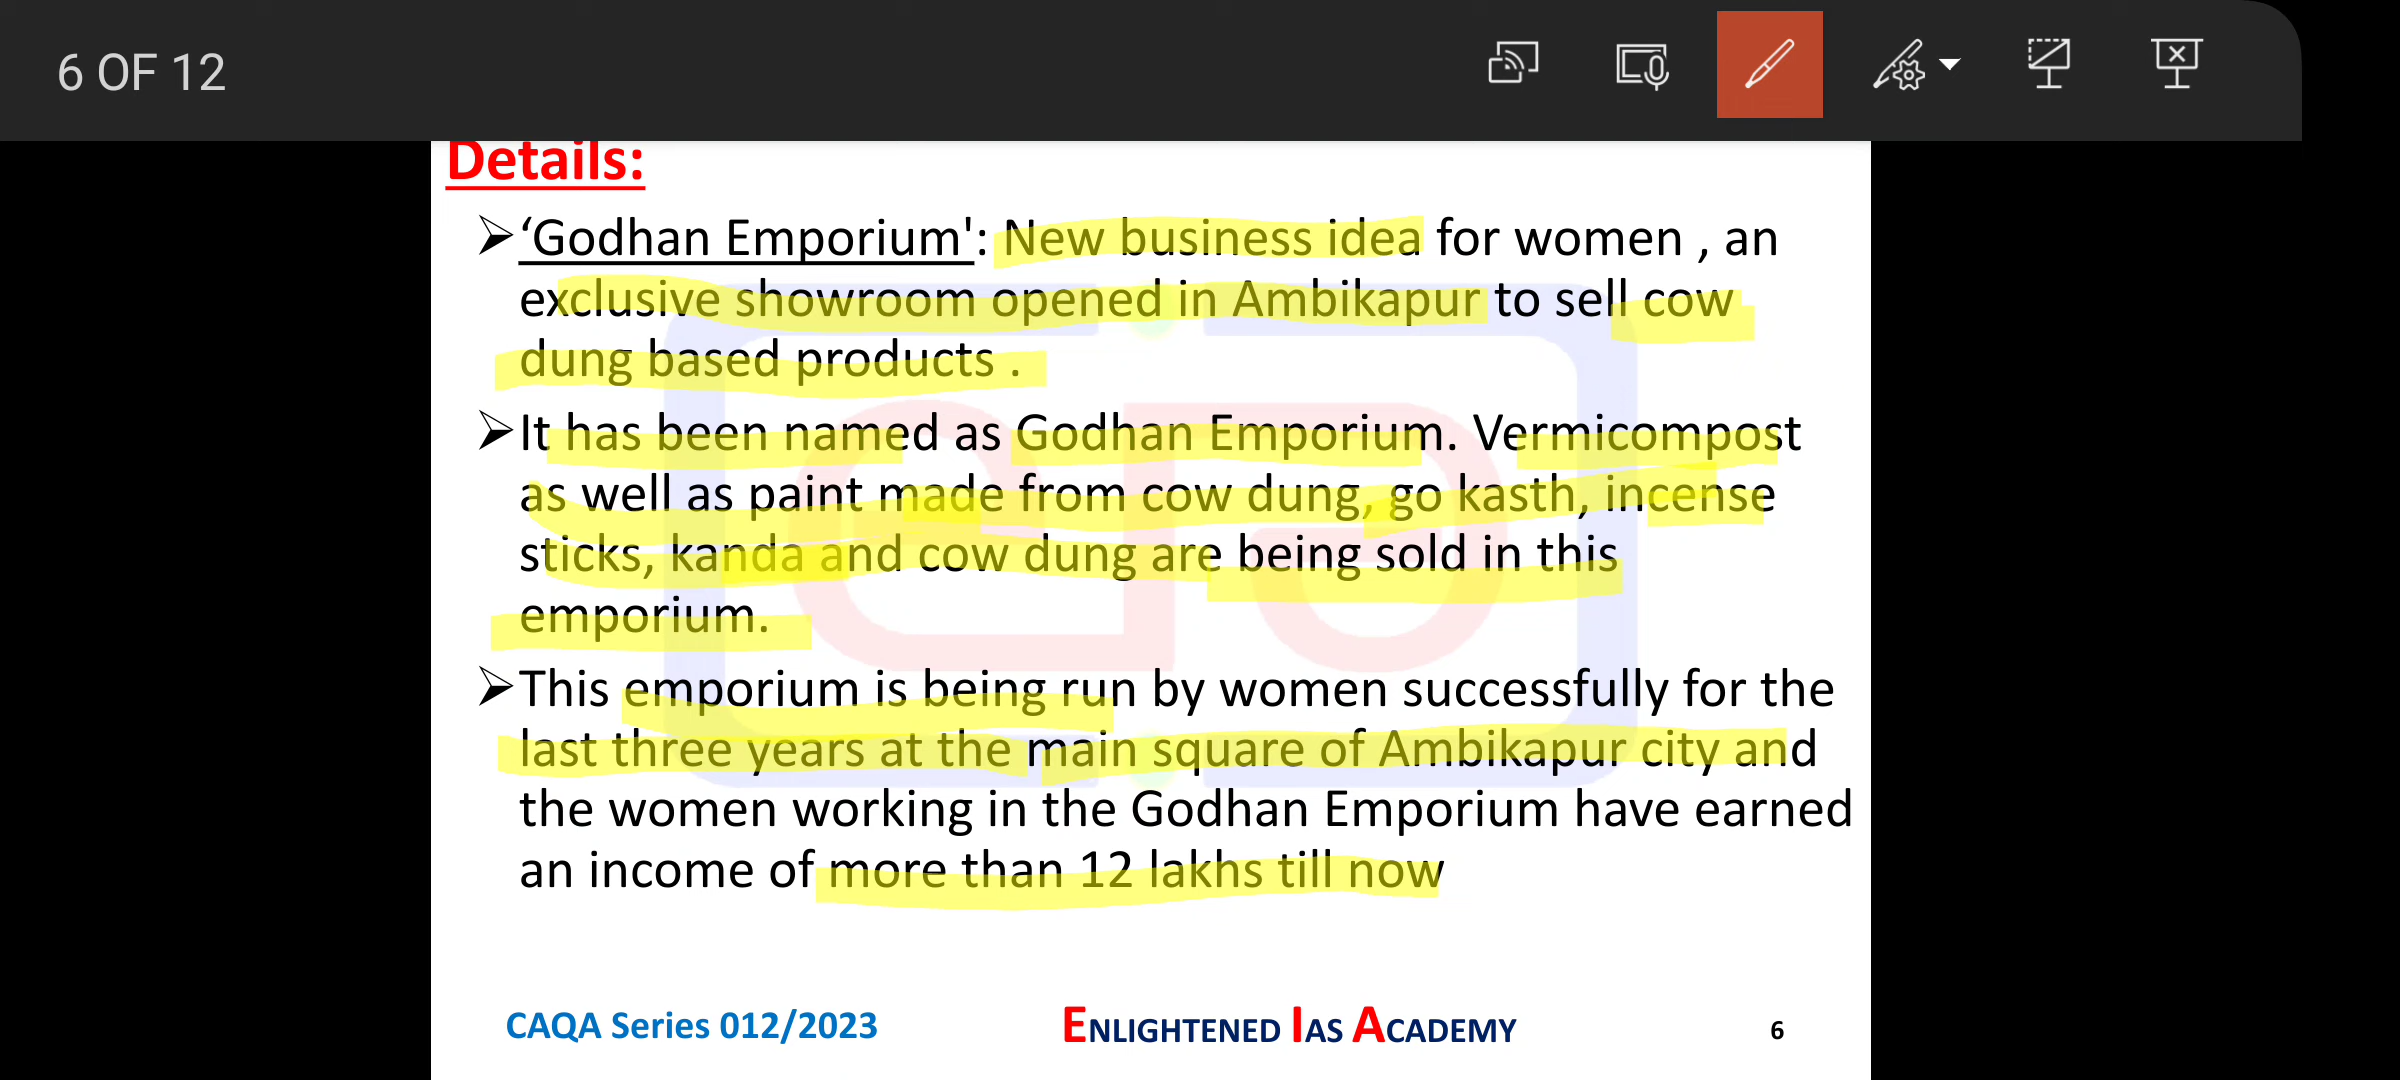 6 OF 12
Details:
‘Godhan Emporium': New business idea for women , an
exclusive showroom opened in Ambikapur to sell cow
dung based products .
It has been named as Godhan Emporium. Vermicompost
as well as paint made from cow dung, go kasth, incense
sticks, kanda and cow dung are being sold in this
emporium.
This emporium is being run by women successfully for the
last three years at the main square of Ambikapur city and
the women working in the Godhan Emporium have earned
an income of more than 12 lakhs till now
CAQA Series 012/2023 ENLIGHTENED IAS ACADEMY 6